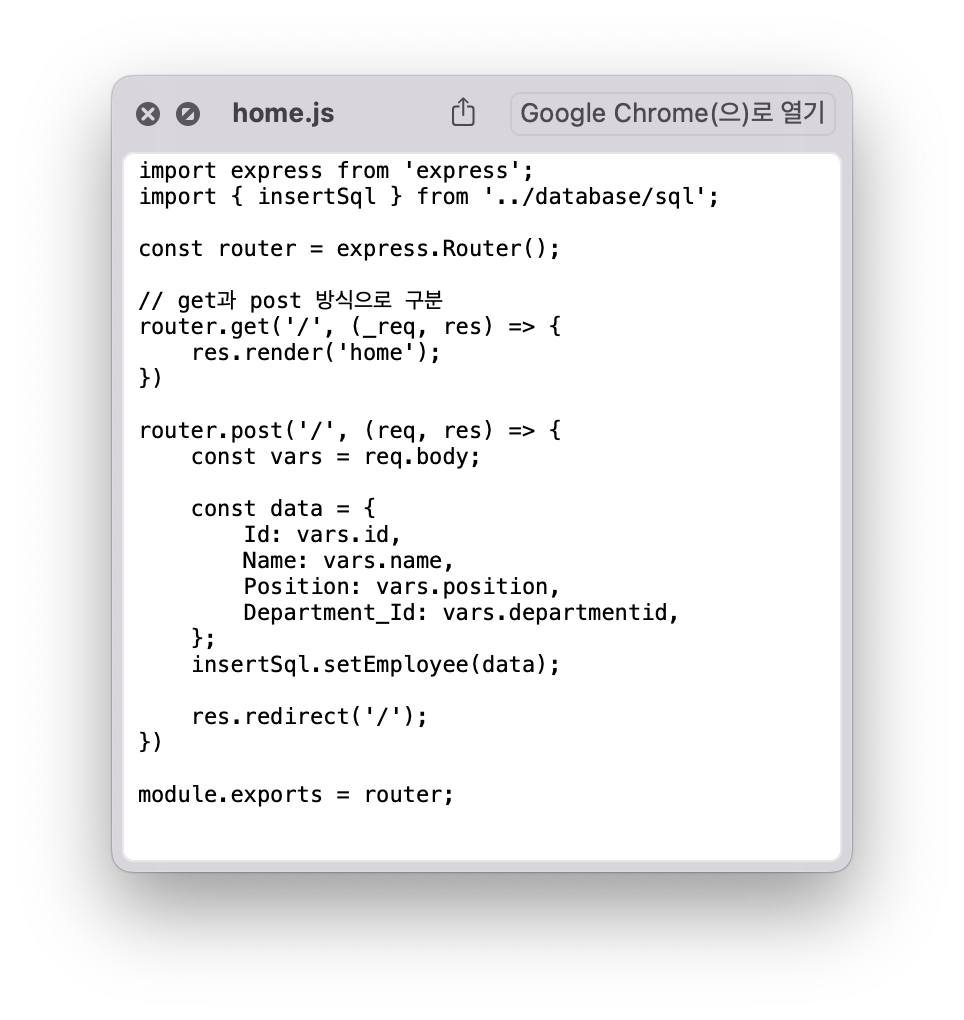 home.js
Google Chrome(으)로 열기
import express from 'express';
import { insertSql } from '../database/sql';
const router = express.Router();
// get과 post 방식으로 구분
router.get('/', (_req, res) => {
    res.render('home');
})
router.post('/', (req, res) => {
    const vars = req.body;
    const data = {
        Id: vars.id,
        Name: vars.name,
        Position: vars.position,
        Department_Id: vars.departmentid,
    };
    insertSql.setEmployee(data);
    res.redirect('/');
})
module.exports = router;